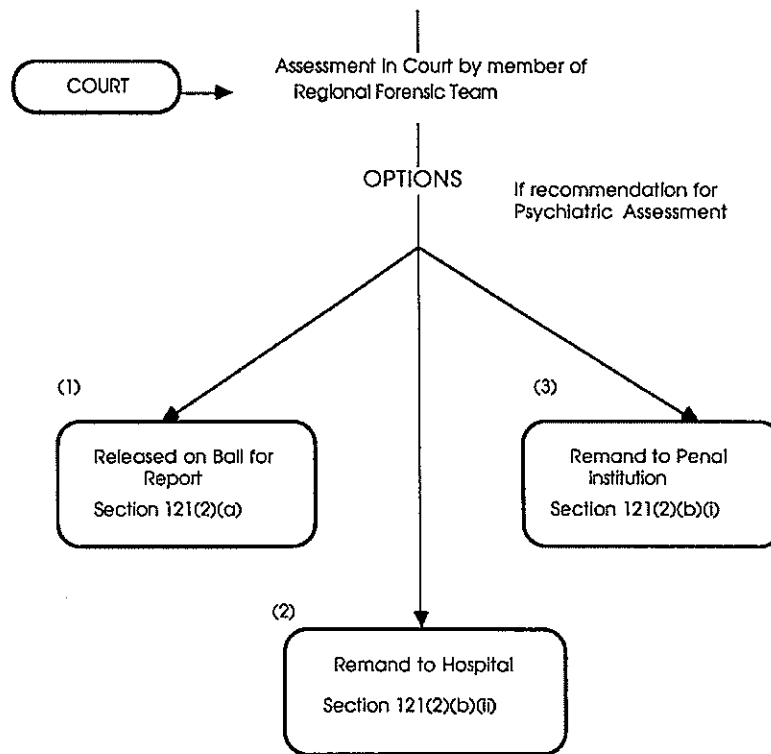 COURT
Assessment in Court by member of
Regional Forensic Team
OPTIONS
If recommendation for
Psychiatric Assessment
(1)
Released on Bail for
Report
Section 121(2)(a)
(3)
Remand to Penal
Institution
Section 121(2)(b)(i)
(2)
Remand to Hospital
Section 121(2)(b)(ii)